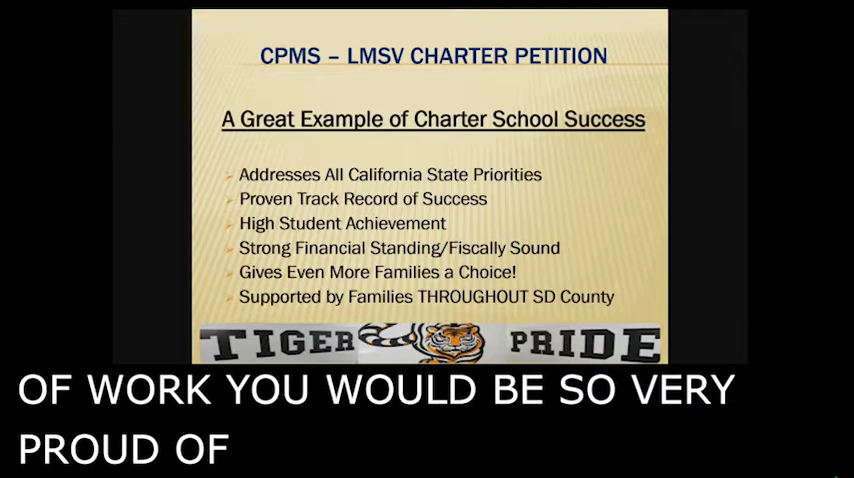 CPMS – LMSV CHARTER PETITION
A Great Example of Charter School Success
Addresses All California State Priorities
Proven Track Record of Success
High Student Achievement
Strong Financial Standing/Fiscally Sound
Gives Even More Families a Choice!
Supported by Families THROUGHOUT SD County
TIGER PRIDE
OF WORK YOU WOULD BE SO VERY
PROUD OF